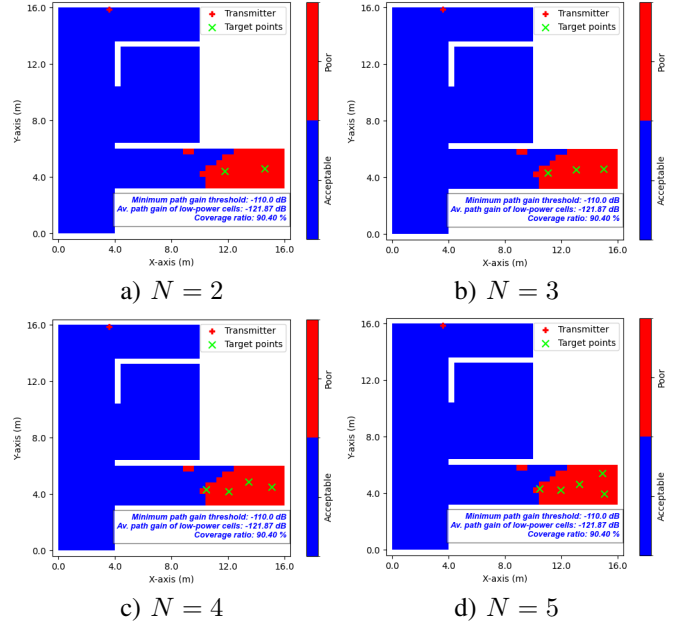 16.0
Transmitter
Target points
12.0
Y-axis (m)
8.0
4.0
0.0
Minimum path gain threshold: -110.0 dB
Av. path gain of low-power cells: -121.87 dB
Coverage ratio: 90.40 %
0.0 4.0 8.0 12.0 16.0
X-axis (m)
Poor
Acceptable
a) N = 2
16.0
Transmitter
Target points
12.0
Y-axis (m)
8.0
4.0
0.0
Minimum path gain threshold: -110.0 dB
Av. path gain of low-power cells: -121.87 dB
Coverage ratio: 90.40 %
0.0 4.0 8.0 12.0 16.0
X-axis (m)
Poor
Acceptable
b) N = 3
16.0
Transmitter
Target points
12.0
Y-axis (m)
8.0
4.0
0.0
Minimum path gain threshold: -110.0 dB
Av. path gain of low-power cells: -121.87 dB
Coverage ratio: 90.40 %
0.0 4.0 8.0 12.0 16.0
X-axis (m)
Poor
Acceptable
c) N = 4
16.0
Transmitter
Target points
12.0
Y-axis (m)
8.0
4.0
0.0
Minimum path gain threshold: -110.0 dB
Av. path gain of low-power cells: -121.87 dB
Coverage ratio: 90.40 %
0.0 4.0 8.0 12.0 16.0
X-axis (m)
Poor
Acceptable
d) N = 5